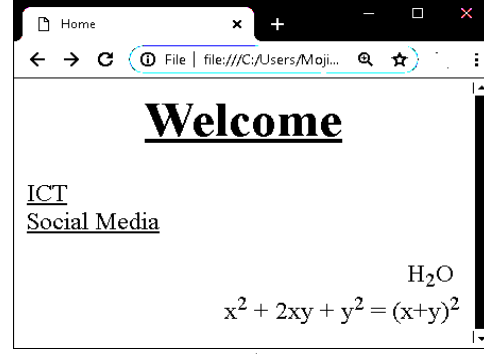 Home
File | file:///C:/Users/Moji...
Welcome
ICT
Social Media
H₂O
x² + 2xy + y² = (x+y)²